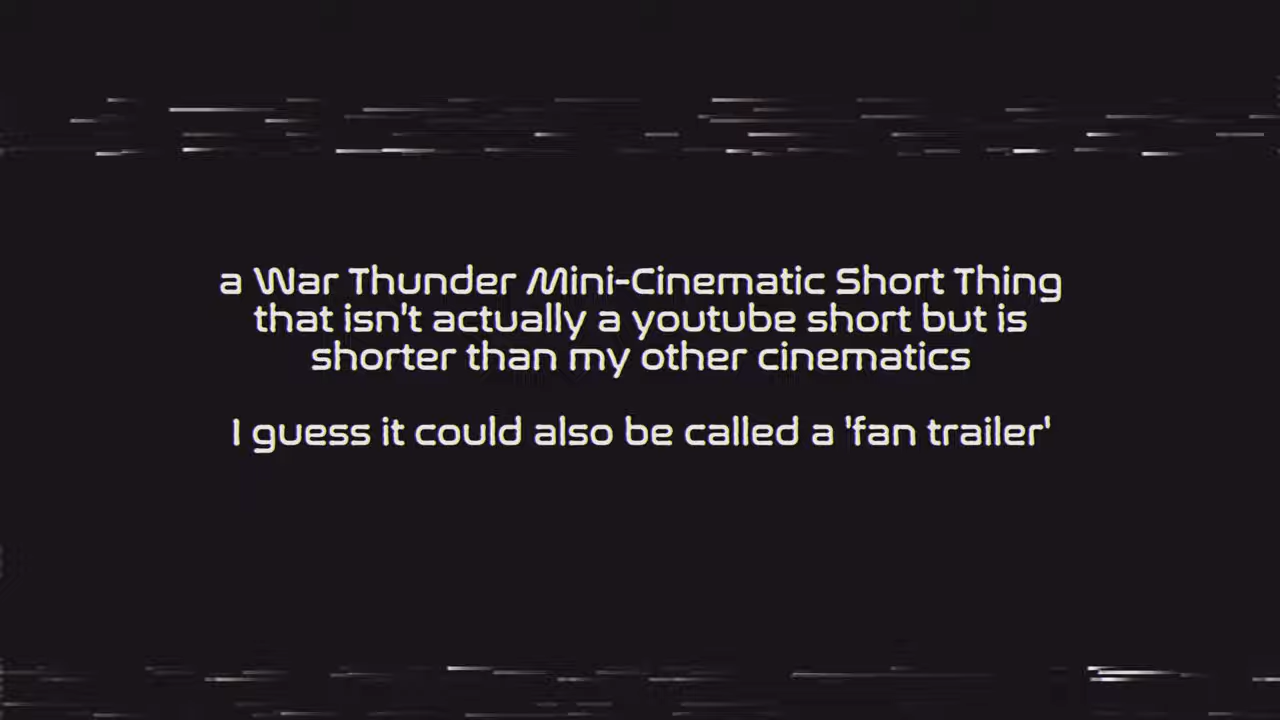 a War Thunder Mini-Cinematic Short Thing
that isn't actually a youtube short but is
shorter than my other cinematics
I guess it could also be called a 'fan trailer'